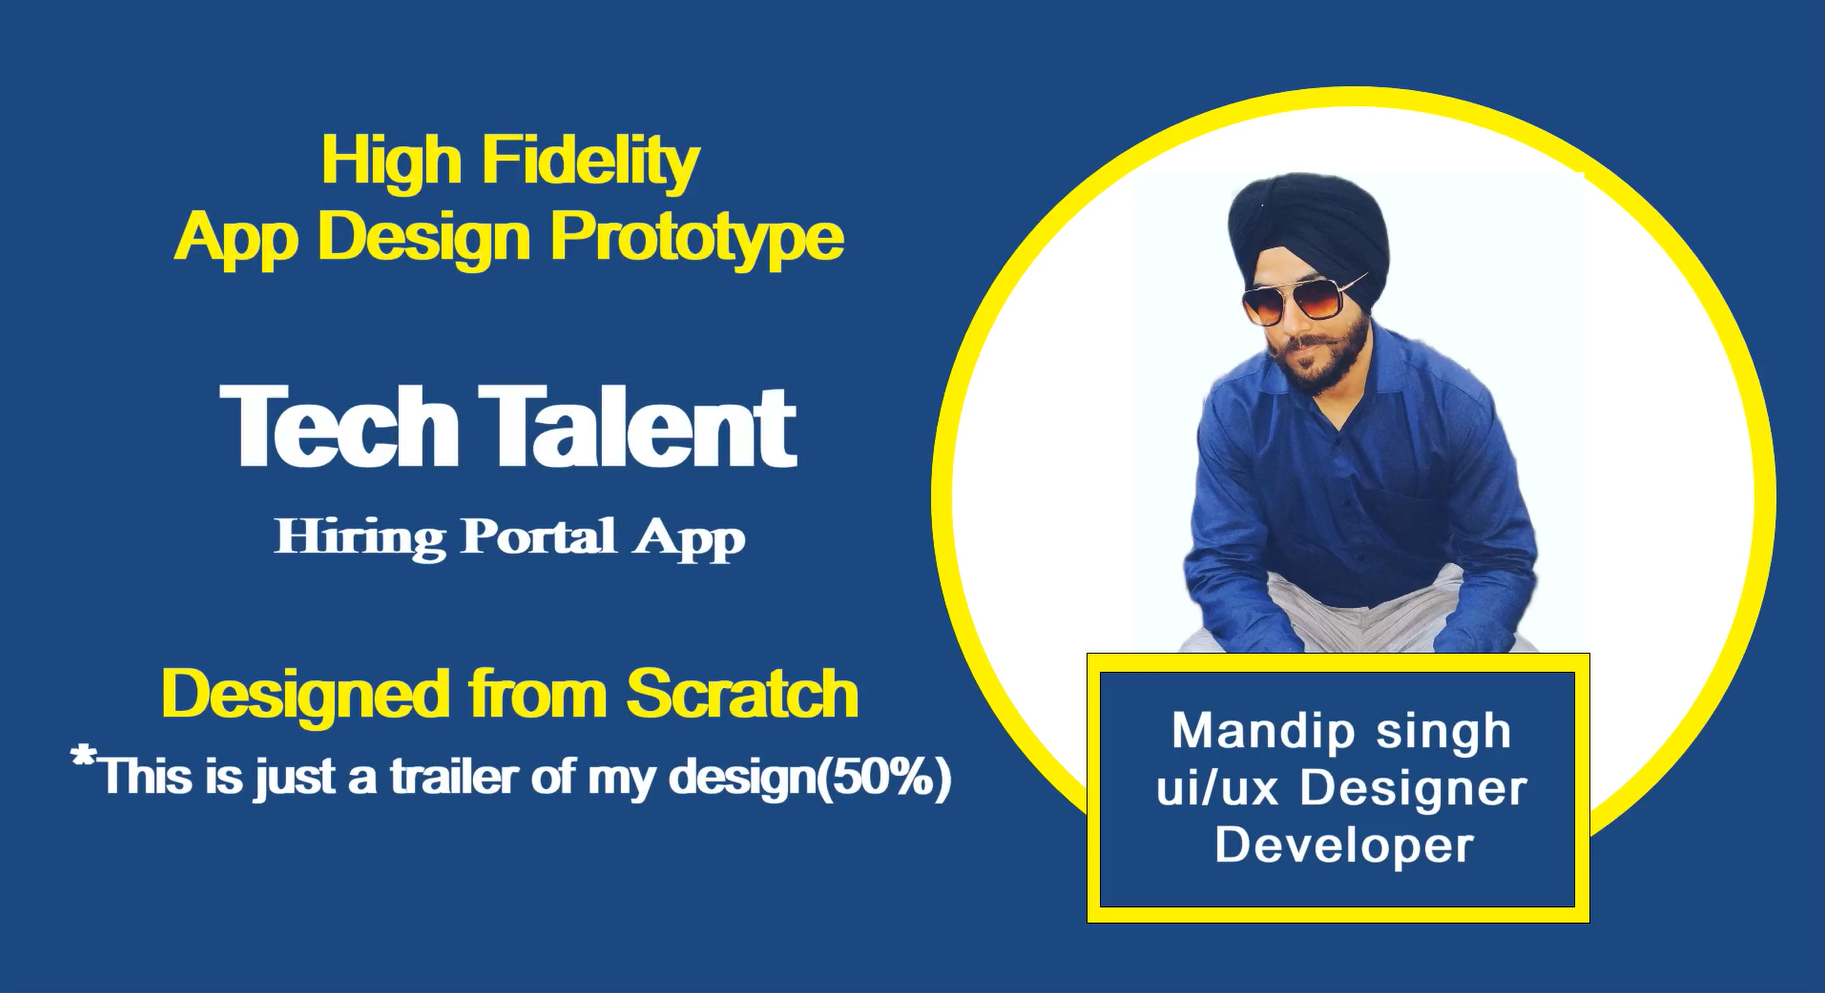 High Fidelity
App Design Prototype
Tech Talent
Hiring Portal App
Designed from Scratch
*This is just a trailer of my design(50%)
Mandip singh
ui/ux Designer
Developer